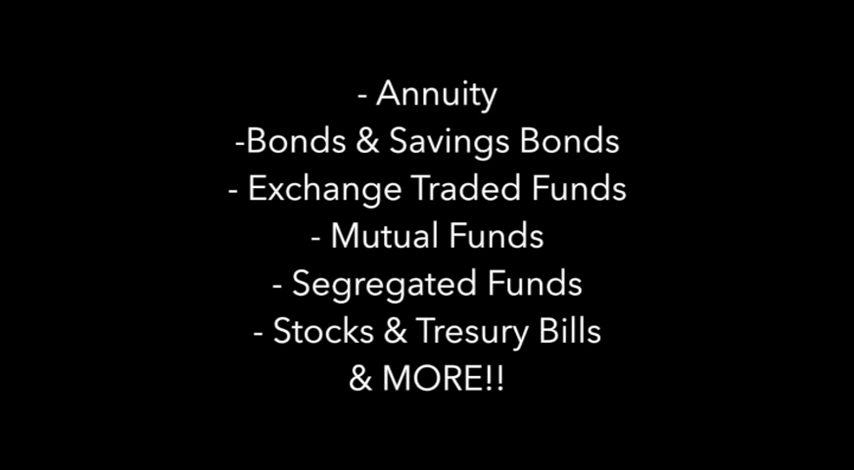 - Annuity
-Bonds & Savings Bonds
- Exchange Traded Funds
- Mutual Funds
- Segregated Funds
- Stocks & Tresury Bills
& MORE!!